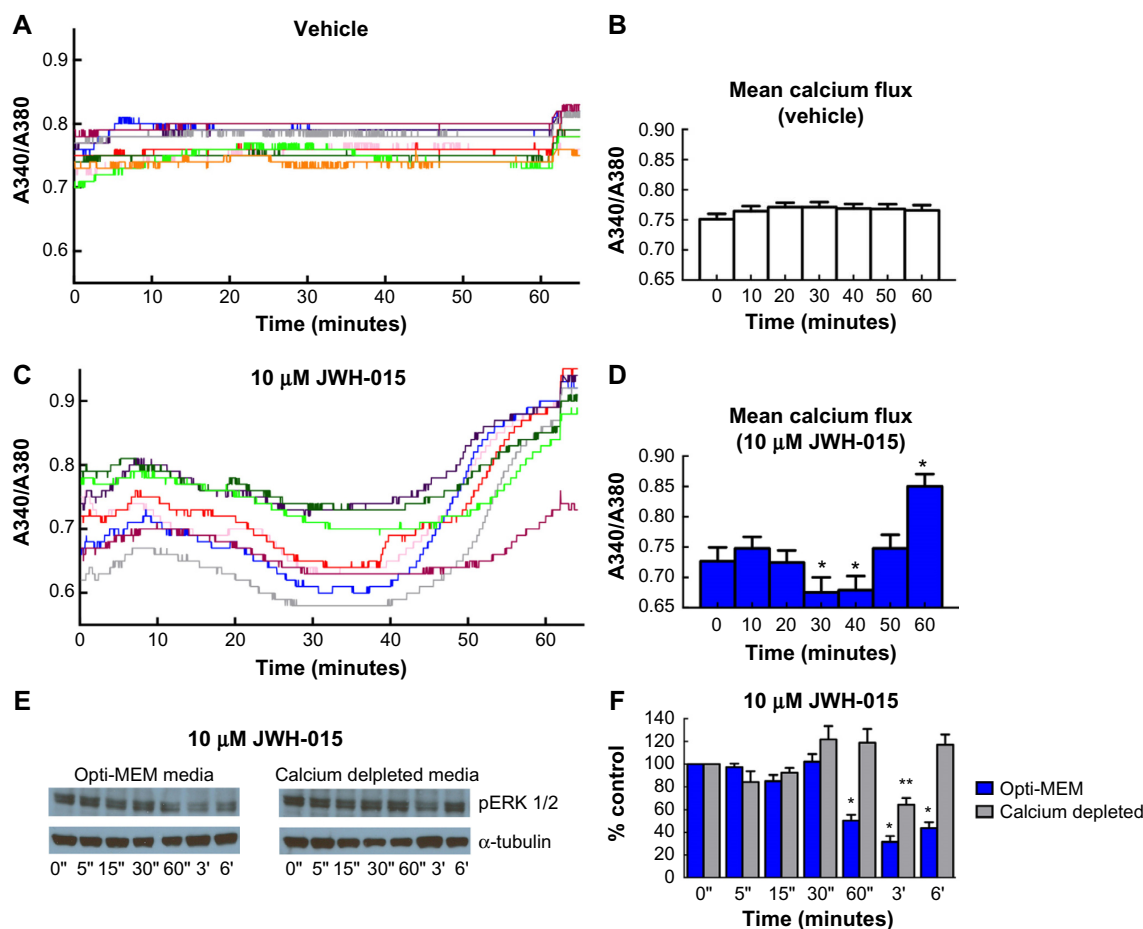 A
Vehicle
A340/A380
0.9
0.8
0.7
0.6
0 10 20 30 40 50 60
Time (minutes)
B
Mean calcium flux
(vehicle)
A340/A380
0.90
0.85
0.80
0.75
0.70
0.65
0 10 20 30 40 50 60
Time (minutes)
C
10 µM JWH-015
A340/A380
0.9
0.8
0.7
0.6
0 10 20 30 40 50 60
Time (minutes)
D
Mean calcium flux
(10 µM JWH-015)
A340/A380
0.90
0.85
0.80
0.75
0.70
0.65
* * *
0 10 20 30 40 50 60
Time (minutes)
E
10 µM JWH-015
Opti-MEM media
Calcium delpleted media
pERK 1/2
α-tubulin
0" 5" 15" 30" 60" 3' 6'
0" 5" 15" 30" 60" 3' 6'
F
10 µM JWH-015
% control
140
120
100
80
60
40
20
0
* * ** *
0" 5" 15" 30" 60" 3' 6'
Time (minutes)
Opti-MEM
Calcium depleted